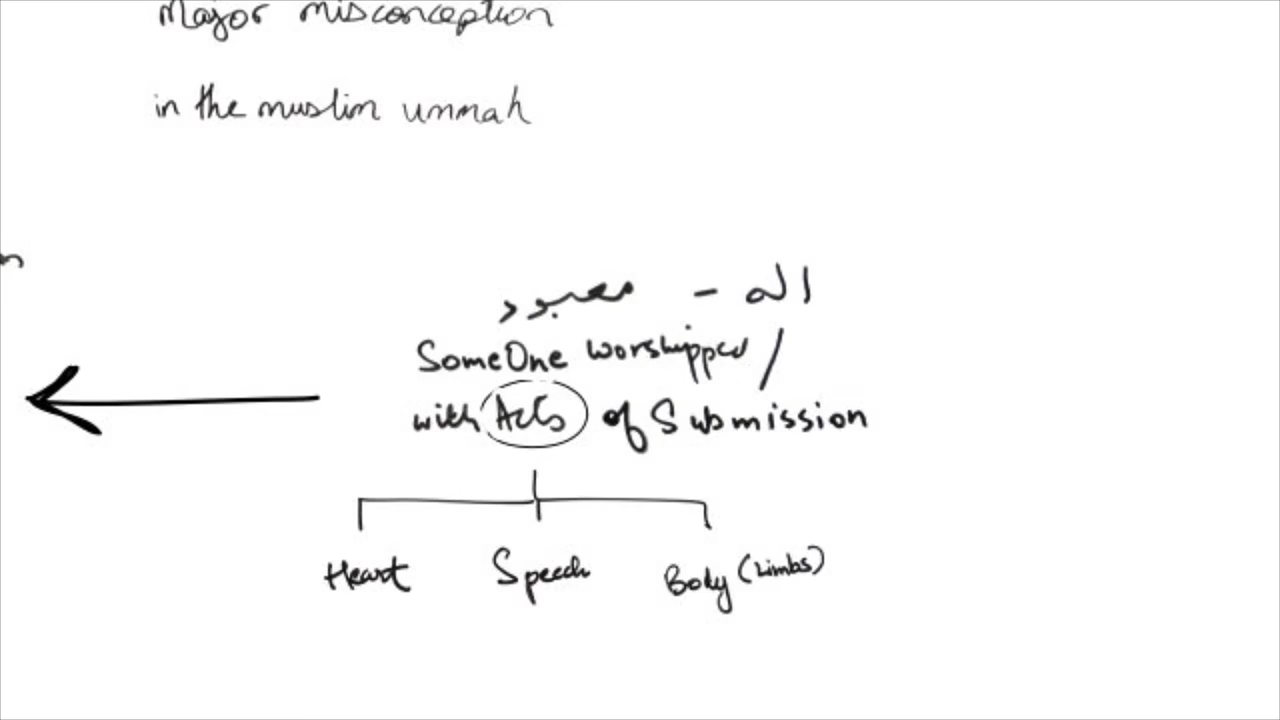 Major misconception
in the muslim ummah
n
اله - معبود
SomeOne worshipped /
with Acts of Submission
Heart Speech Body (Limbs)